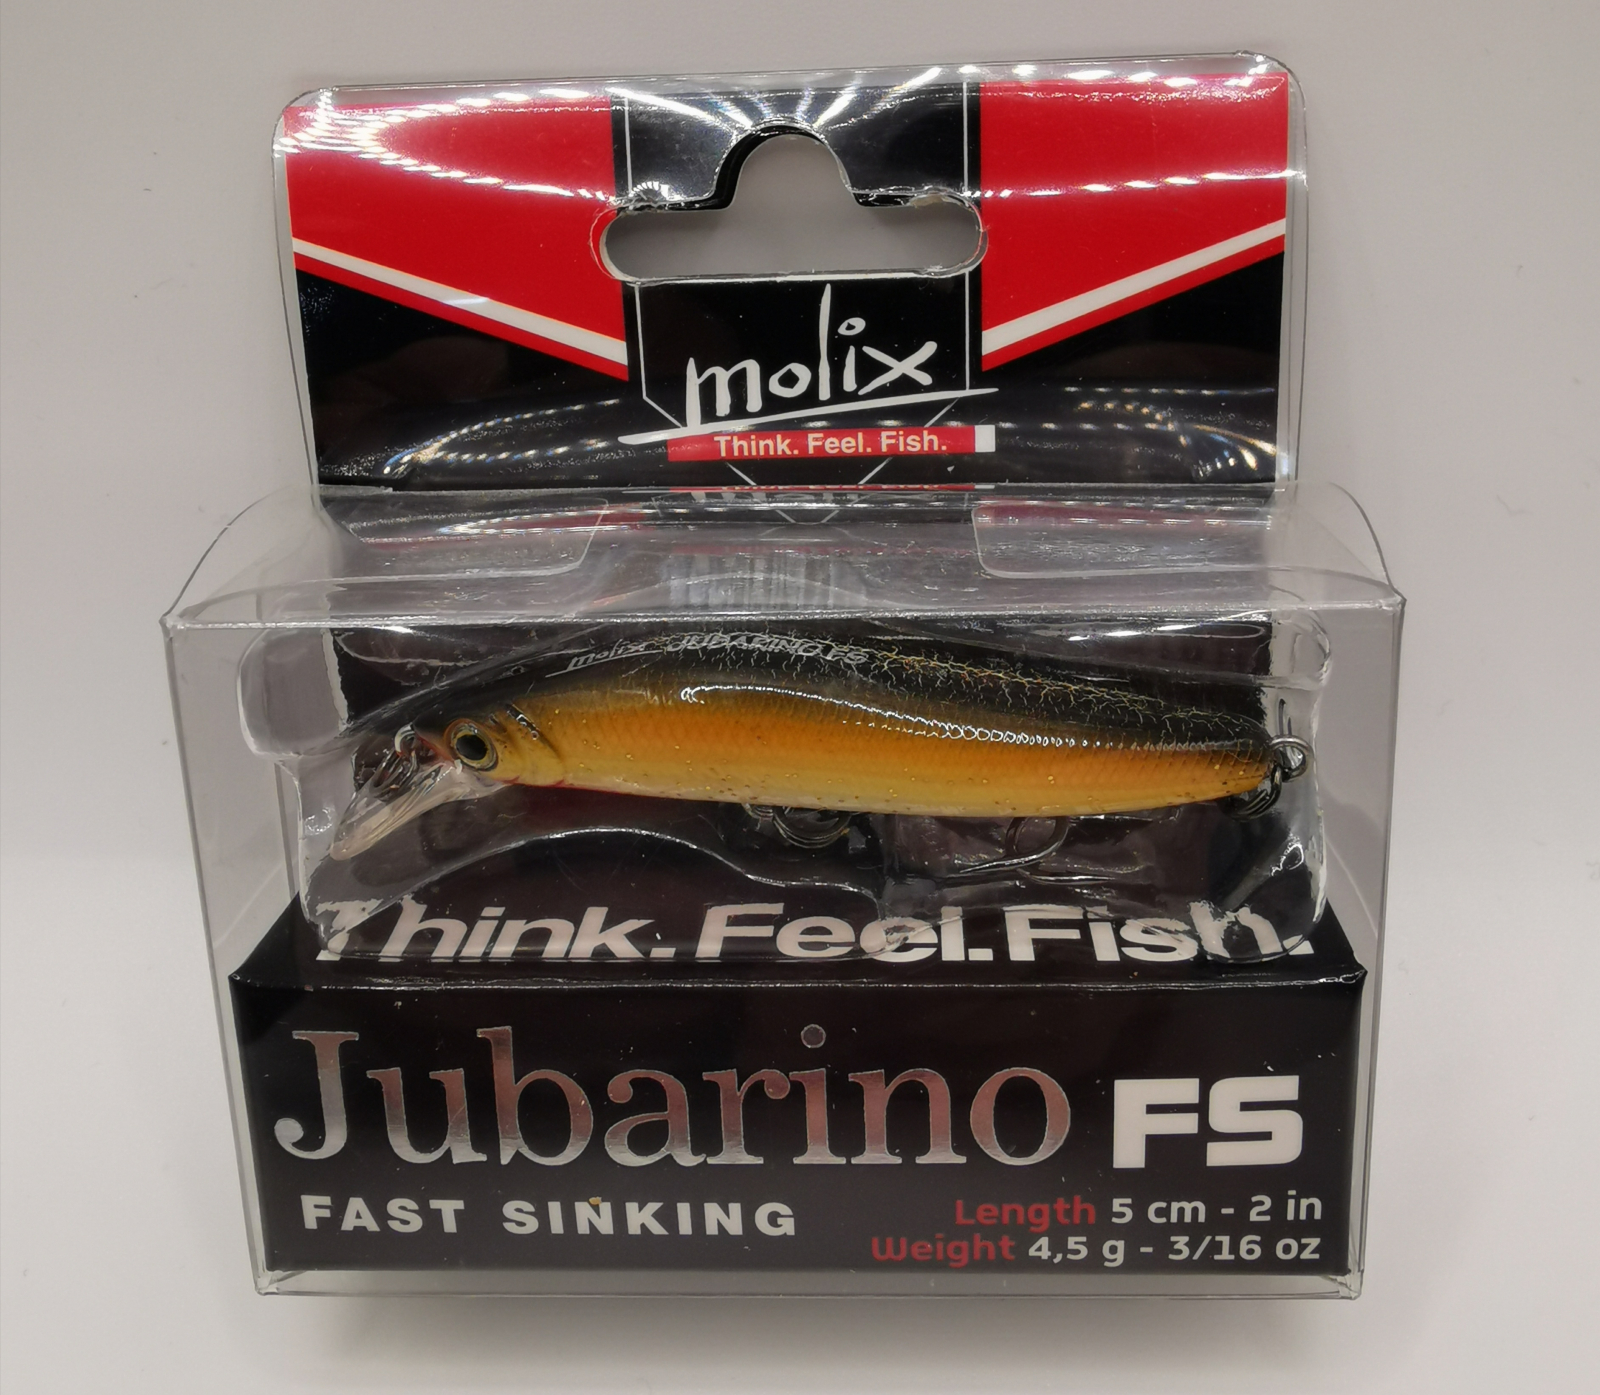 molix
Think. Feel. Fish.
molix JUBARINO FS
Think. Feel. Fish.
Jubarino FS
FAST SINKING
Length 5 cm - 2 in
Weight 4,5 g - 3/16 oz